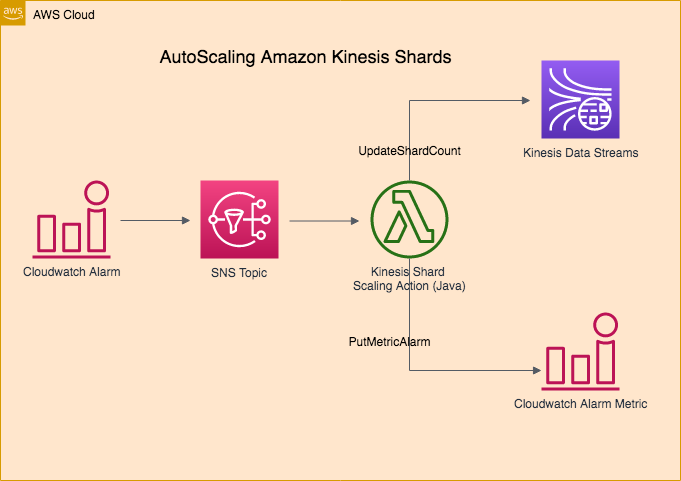 aws
AWS Cloud
AutoScaling Amazon Kinesis Shards
UpdateShardCount
Kinesis Data Streams
Cloudwatch Alarm
SNS Topic
Kinesis Shard
Scaling Action (Java)
PutMetricAlarm
Cloudwatch Alarm Metric